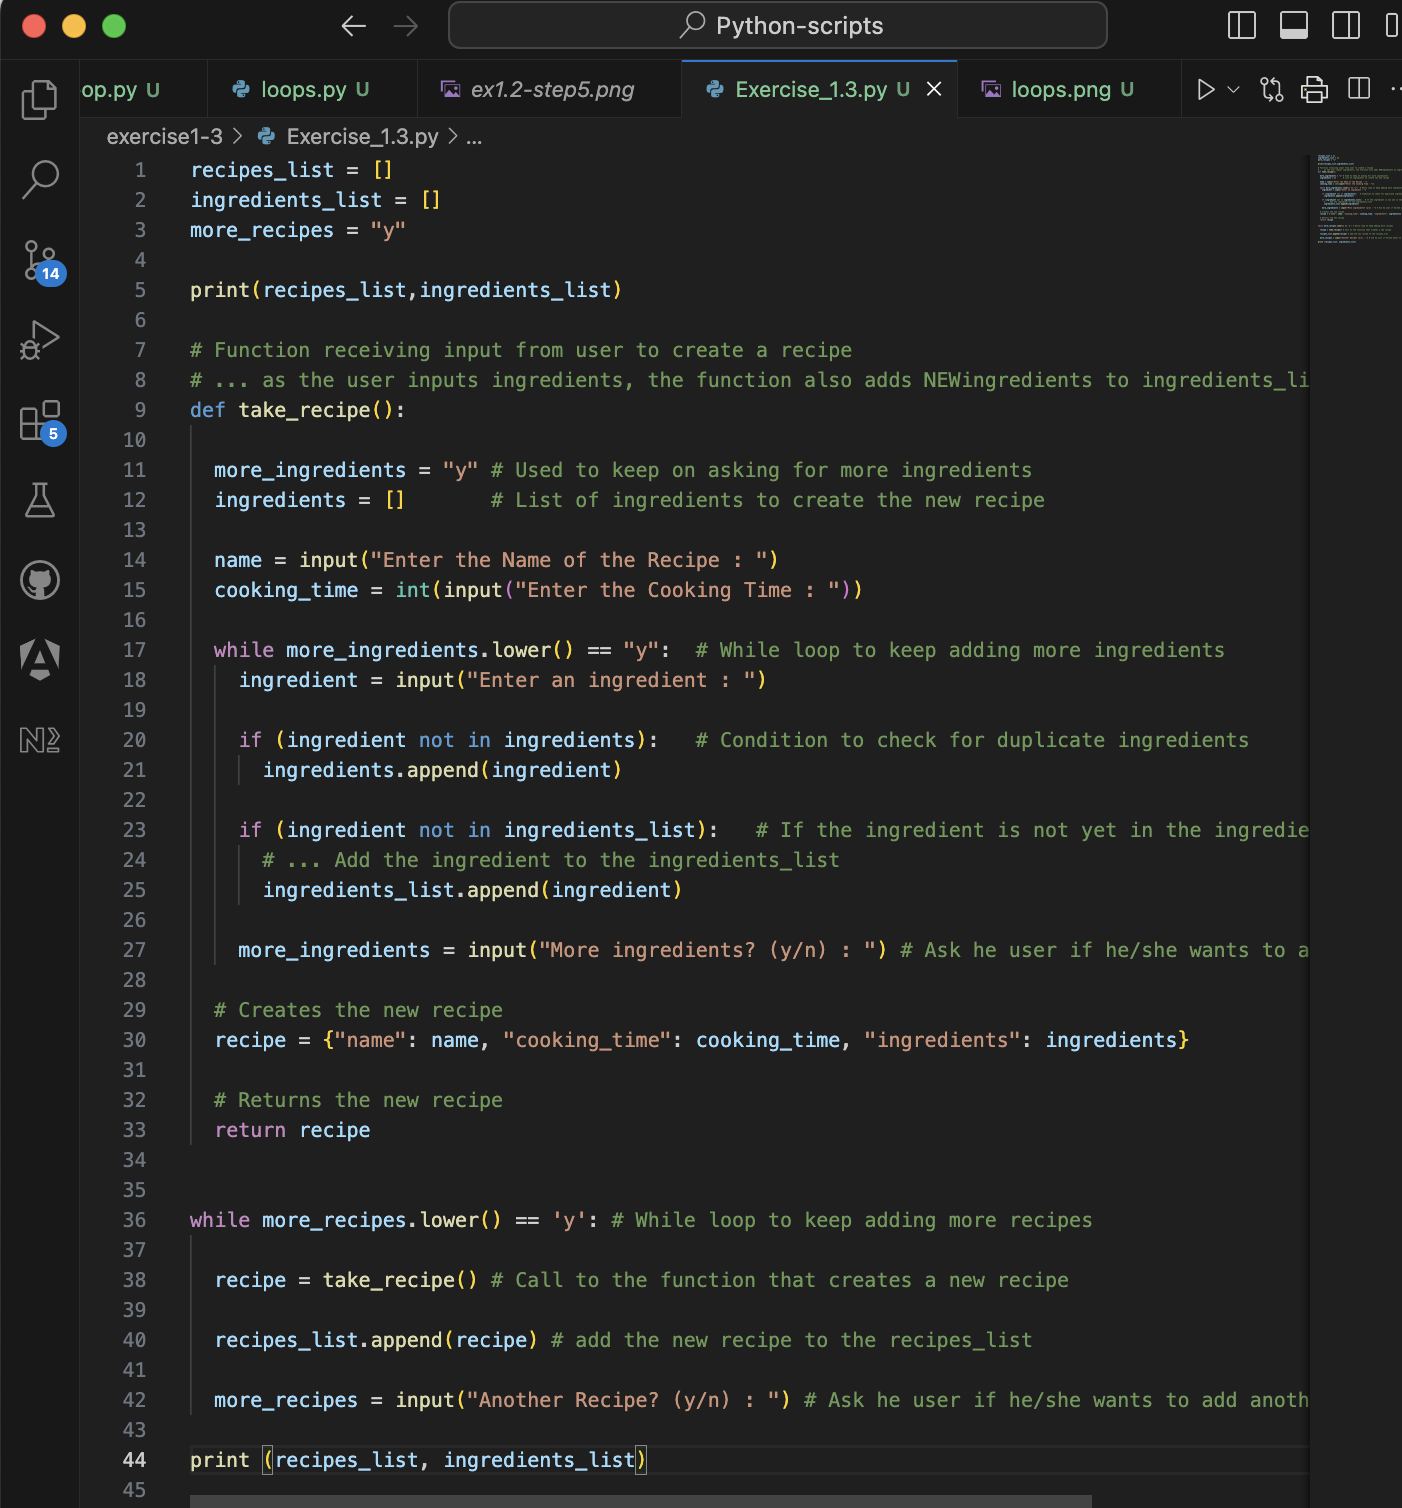 Python-scripts
op.py U loops.py U ex1.2-step5.png Exercise_1.3.py U loops.png U
exercise1-3 > Exercise_1.3.py > ...
14
5
1 recipes_list = []
2 ingredients_list = []
3 more_recipes = "y"
4
5 print(recipes_list,ingredients_list)
6
7 # Function receiving input from user to create a recipe
8 # ... as the user inputs ingredients, the function also adds NEWingredients to ingredients_li
9 def take_recipe():
10
11 more_ingredients = "y" # Used to keep on asking for more ingredients
12 ingredients = [] # List of ingredients to create the new recipe
13
14 name = input("Enter the Name of the Recipe : ")
15 cooking_time = int(input("Enter the Cooking Time : "))
16
17 while more_ingredients.lower() == "y": # While loop to keep adding more ingredients
18 ingredient = input("Enter an ingredient : ")
19
20 if (ingredient not in ingredients): # Condition to check for duplicate ingredients
21 ingredients.append(ingredient)
22
23 if (ingredient not in ingredients_list): # If the ingredient is not yet in the ingredie
24 # ... Add the ingredient to the ingredients_list
25 ingredients_list.append(ingredient)
26
27 more_ingredients = input("More ingredients? (y/n) : ") # Ask he user if he/she wants to a
28
29 # Creates the new recipe
30 recipe = {"name": name, "cooking_time": cooking_time, "ingredients": ingredients}
31
32 # Returns the new recipe
33 return recipe
34
35
36 while more_recipes.lower() == 'y': # While loop to keep adding more recipes
37
38 recipe = take_recipe() # Call to the function that creates a new recipe
39
40 recipes_list.append(recipe) # add the new recipe to the recipes_list
41
42 more_recipes = input("Another Recipe? (y/n) : ") # Ask he user if he/she wants to add anoth
43
44 print (recipes_list, ingredients_list)
45